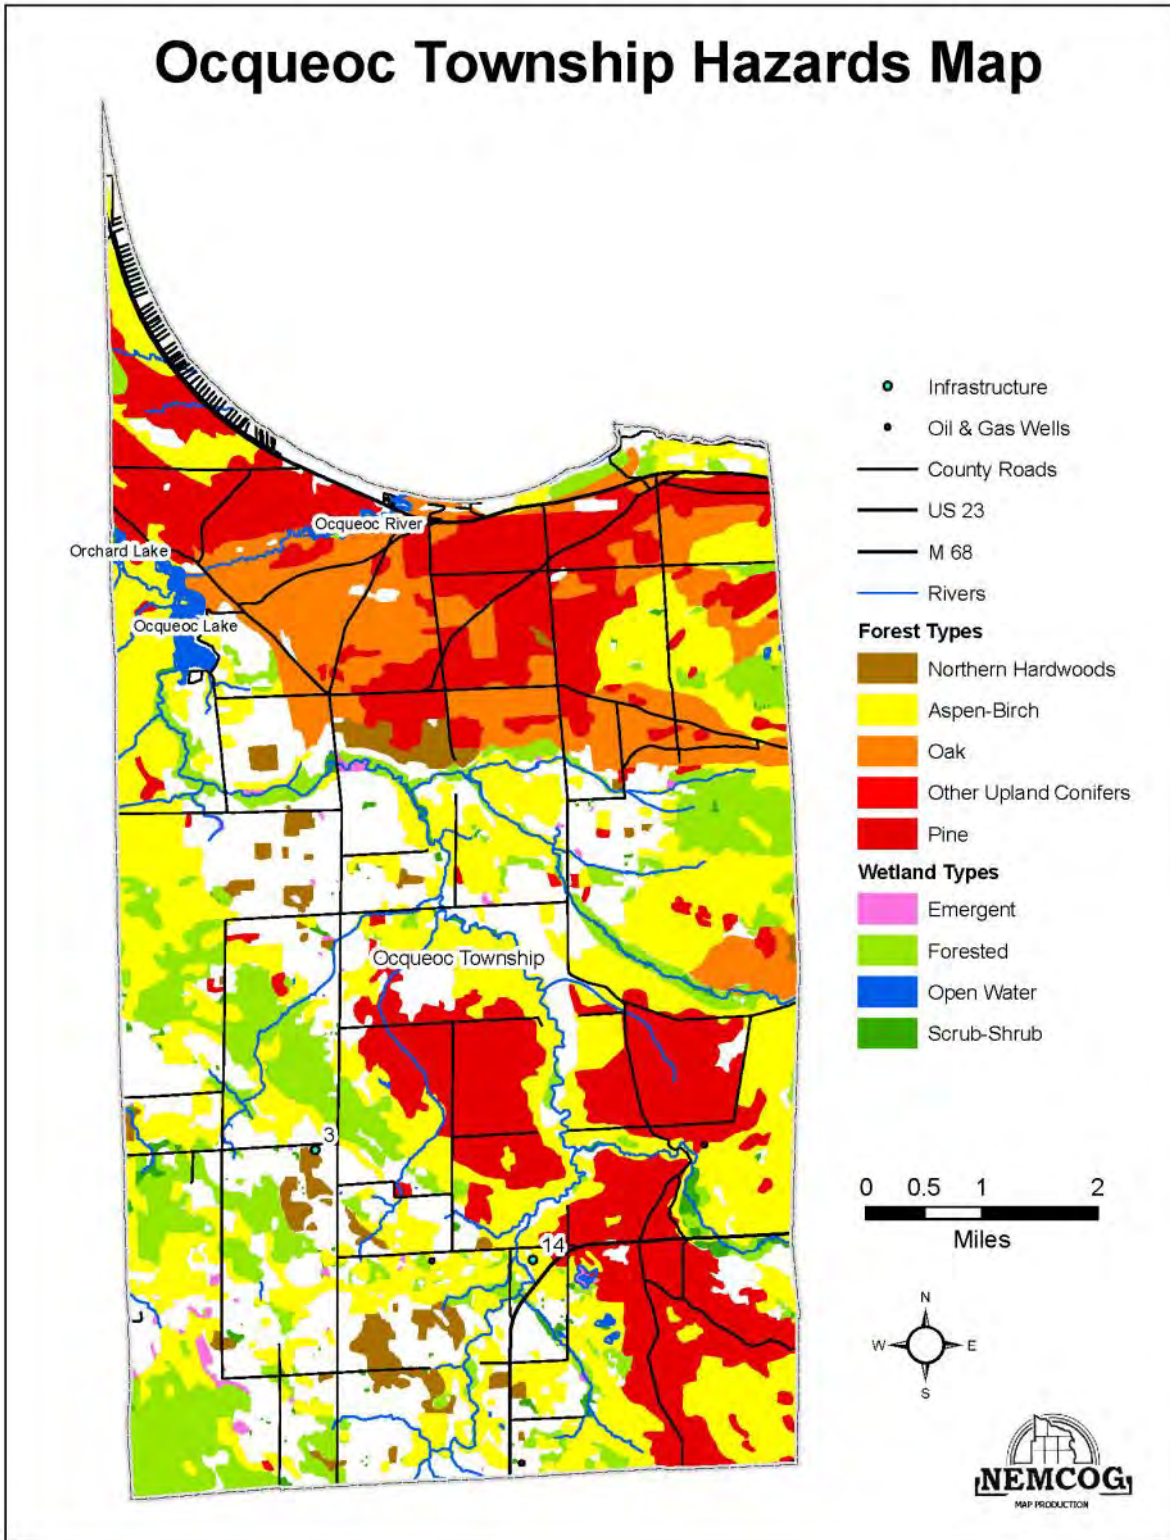 Ocqueoc Township Hazards Map
Infrastructure
Oil & Gas Wells
County Roads
US 23
M 68
Rivers
Forest Types
Northern Hardwoods
Aspen-Birch
Oak
Other Upland Conifers
Pine
Wetland Types
Emergent
Forested
Open Water
Scrub-Shrub
Ocqueoc River
Orchard Lake
Ocqueoc Lake
Ocqueoc Township
3
14
0 0.5 1 2
Miles
N
W E
S
NEMCOG
MAP PRODUCTION